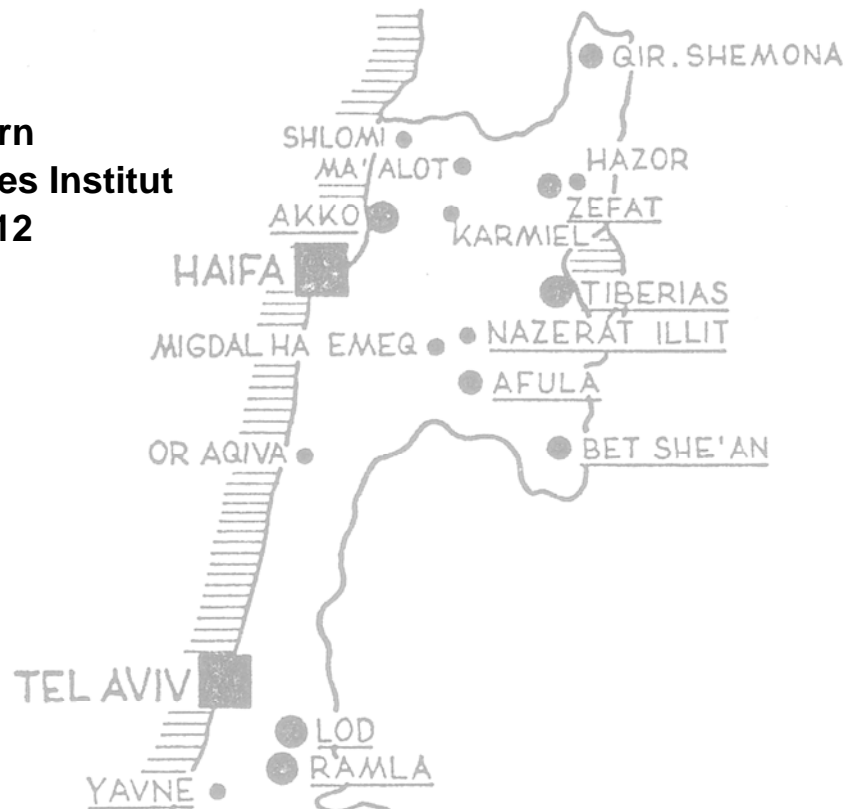 rn
es Institut
12
QIR. SHEMONA
SHLOMI
MA'ALOT
HAZOR
ZEFAT
AKKO
KARMIEL
HAIFA
TIBERIAS
MIGDAL HA EMEQ
NAZERAT ILLIT
AFULA
OR AQIVA
BET SHE'AN
TEL AVIV
LOD
RAMLA
YAVNE